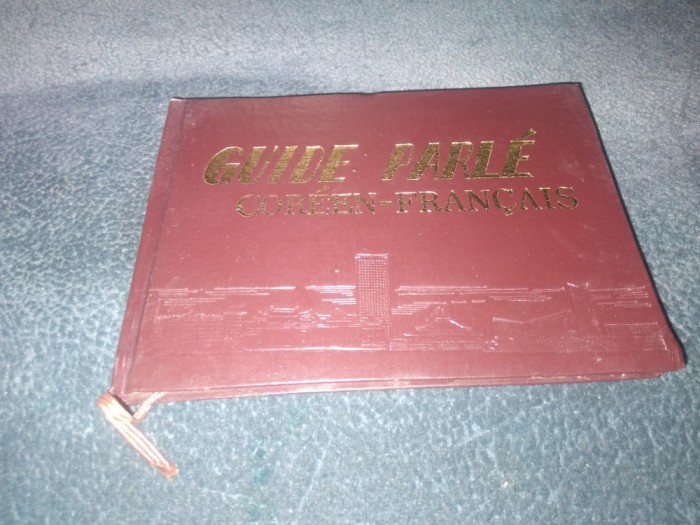 GUIDE PARLÉ
CORÉEN-FRANÇAIS